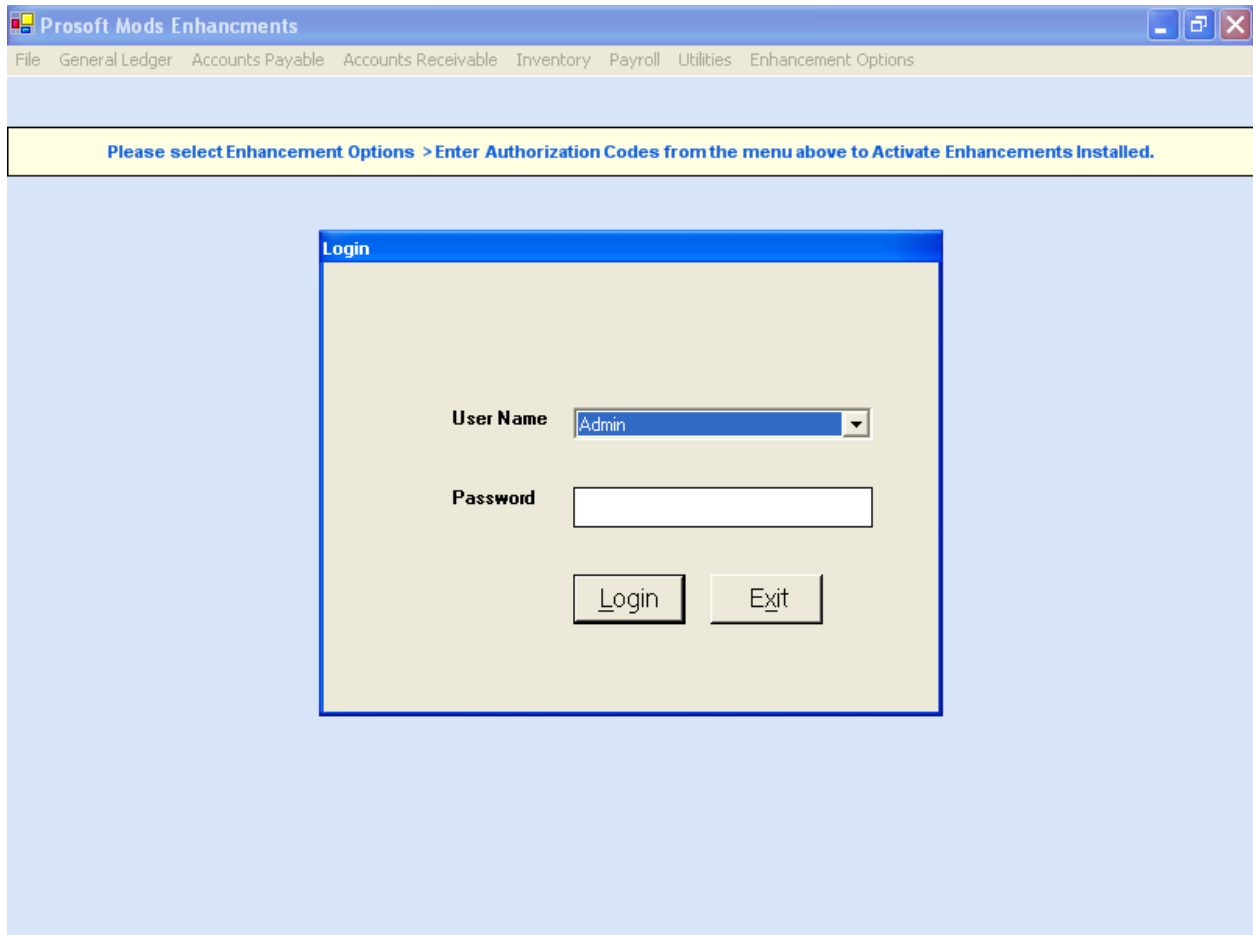 Prosoft Mods Enhancments
File General Ledger Accounts Payable Accounts Receivable Inventory Payroll Utilities Enhancement Options
Please select Enhancement Options > Enter Authorization Codes from the menu above to Activate Enhancements Installed.
Login
User Name Admin
Password
Login Exit